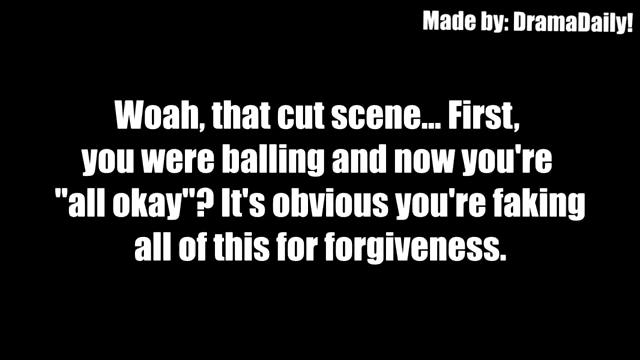 Made by: DramaDaily!
Woah, that cut scene... First,
you were balling and now you're
"all okay"? It's obvious you're faking
all of this for forgiveness.